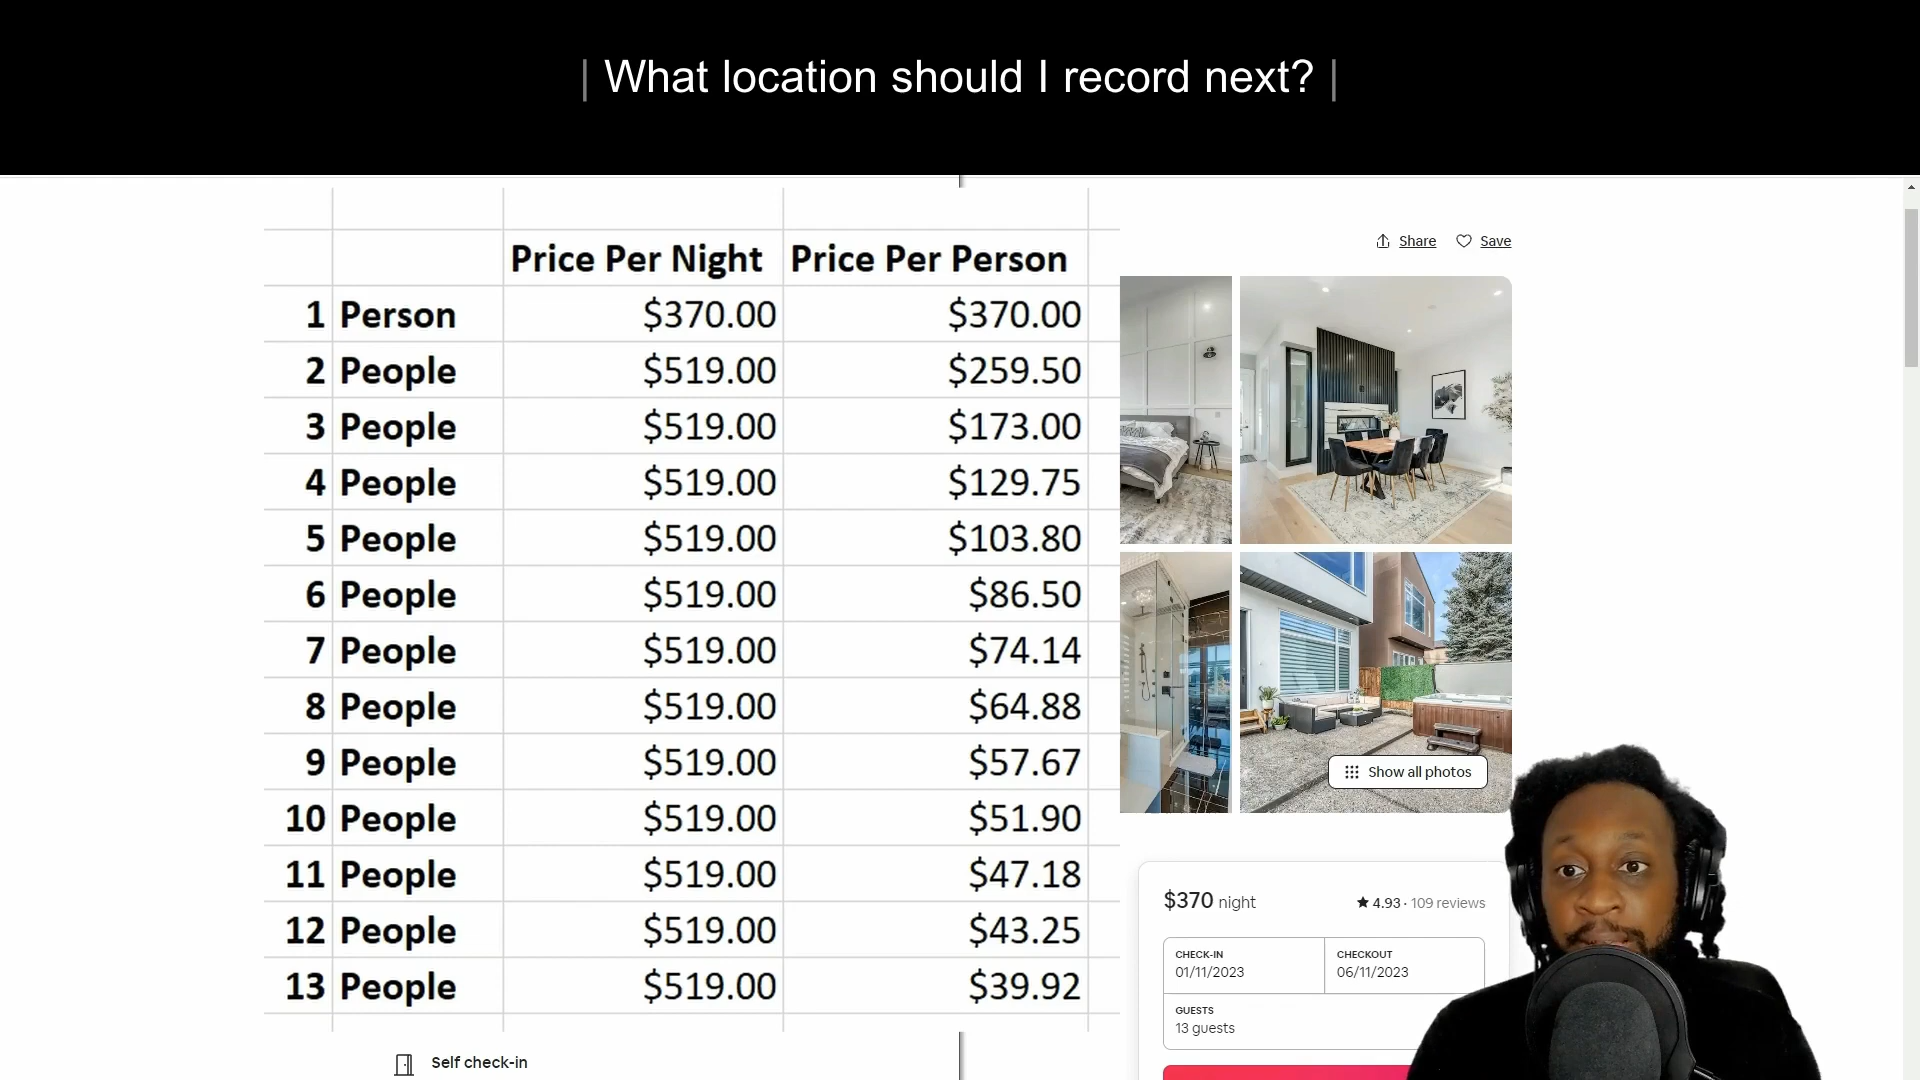 | What location should I record next? |
Price Per Night Price Per Person
1 Person $370.00 $370.00
2 People $519.00 $259.50
3 People $519.00 $173.00
4 People $519.00 $129.75
5 People $519.00 $103.80
6 People $519.00 $86.50
7 People $519.00 $74.14
8 People $519.00 $64.88
9 People $519.00 $57.67
10 People $519.00 $51.90
11 People $519.00 $47.18
12 People $519.00 $43.25
13 People $519.00 $39.92
Self check-in
Share Save
Show all photos
$370 night ★ 4.93 · 109 reviews
CHECK-IN CHECKOUT
01/11/2023 06/11/2023
GUESTS
13 guests